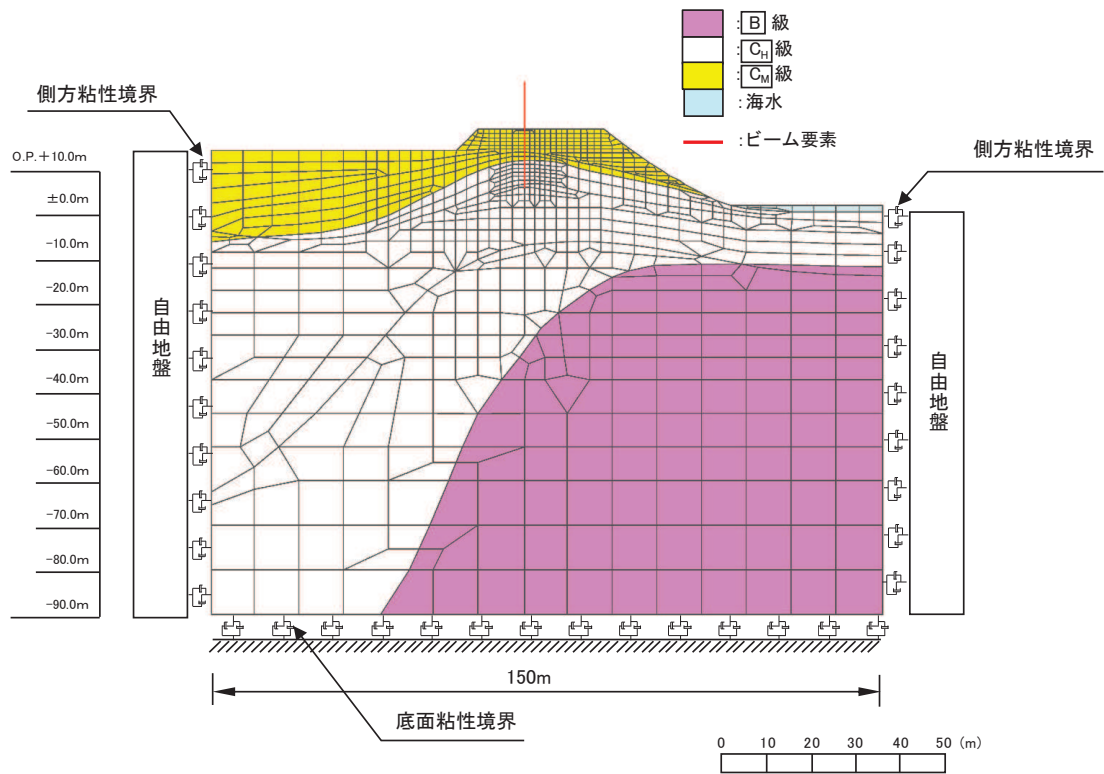 :B 級
:CH級
:CM級
:海水
:ビーム要素
側方粘性境界
側方粘性境界
O.P.+10.0m
±0.0m
-10.0m
-20.0m
-30.0m
-40.0m
-50.0m
-60.0m
-70.0m
-80.0m
-90.0m
自由地盤
自由地盤
150m
底面粘性境界
0 10 20 30 40 50 (m)